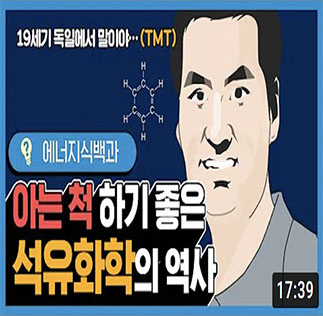 19세기 독일에서 말이야… (TMT)
H
H H
H H
H
? 에너지식백과
아는 척 하기 좋은
석유화학의 역사
17:39